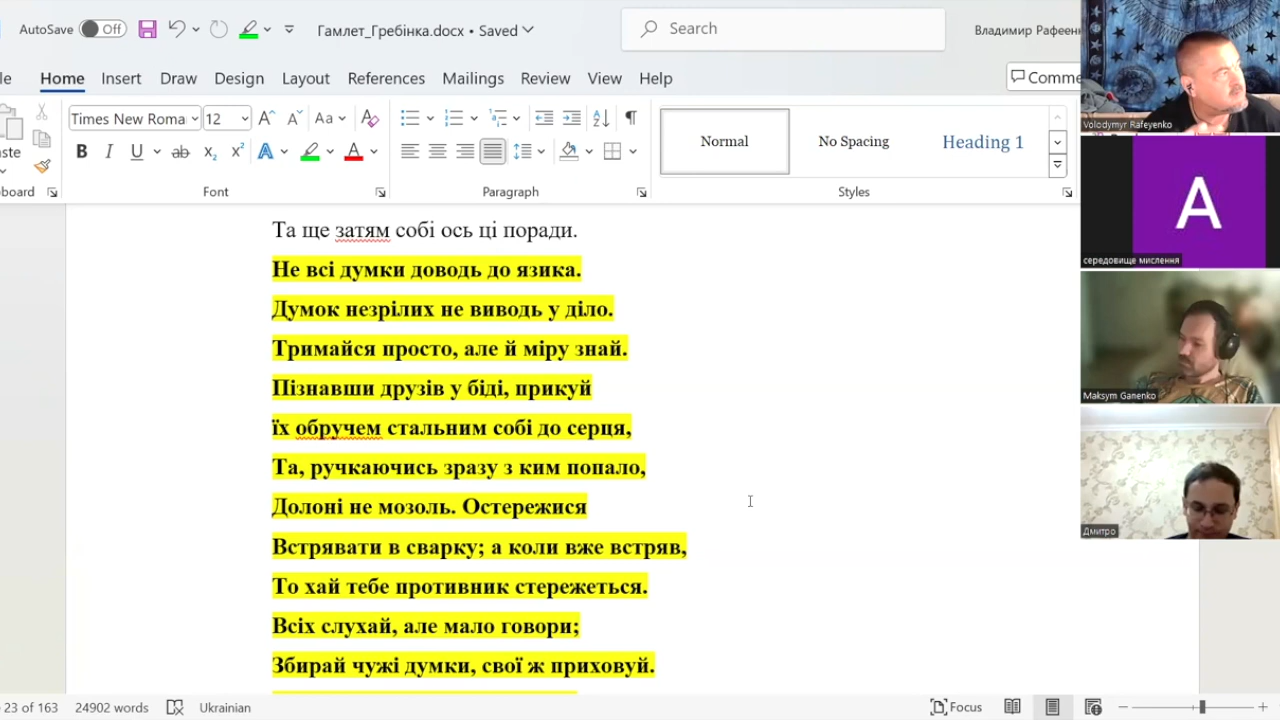 AutoSave Off Гамлет_Гребінка.docx • Saved Search Владимир Рафеен
Home Insert Draw Design Layout References Mailings Review View Help Comme
Times New Roma 12 Aa Normal No Spacing Heading 1
B I U ab x₂ x² A A
Font Paragraph Styles
Та ще затям собі ось ці поради.
Не всі думки доводь до язика.
Думок незрілих не виводь у діло.
Тримайся просто, але й міру знай.
Пізнавши друзів у біді, прикуй
їх обручем стальним собі до серця,
Та, ручкаючись зразу з ким попало,
Долоні не мозоль. Остережися
Встрявати в сварку; а коли вже встряв,
То хай тебе противник стережеться.
Всіх слухай, але мало говори;
Збирай чужі думки, свої ж приховуй.
23 of 163 24902 words Ukrainian Focus
Volodymyr Rafeyenko
A
середовище мислення
Maksym Ganenko
Дмитро